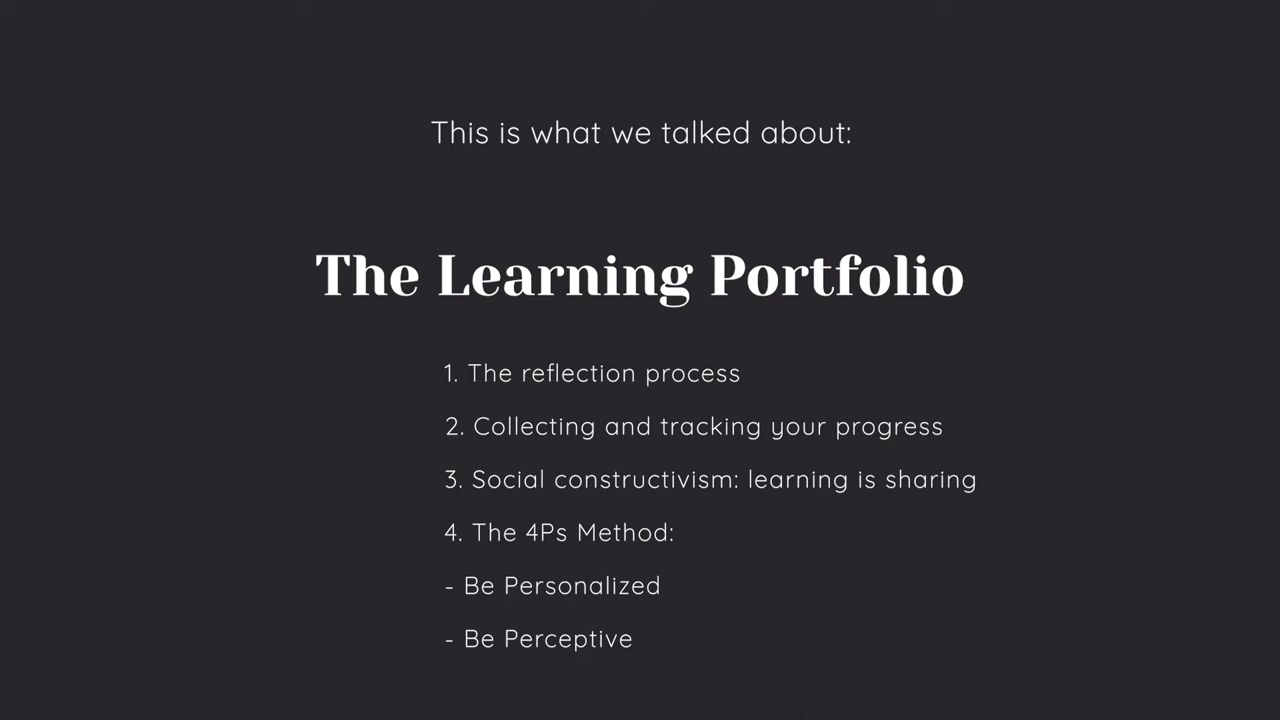 This is what we talked about:
The Learning Portfolio
1. The reflection process
2. Collecting and tracking your progress
3. Social constructivism: learning is sharing
4. The 4Ps Method:
- Be Personalized
- Be Perceptive